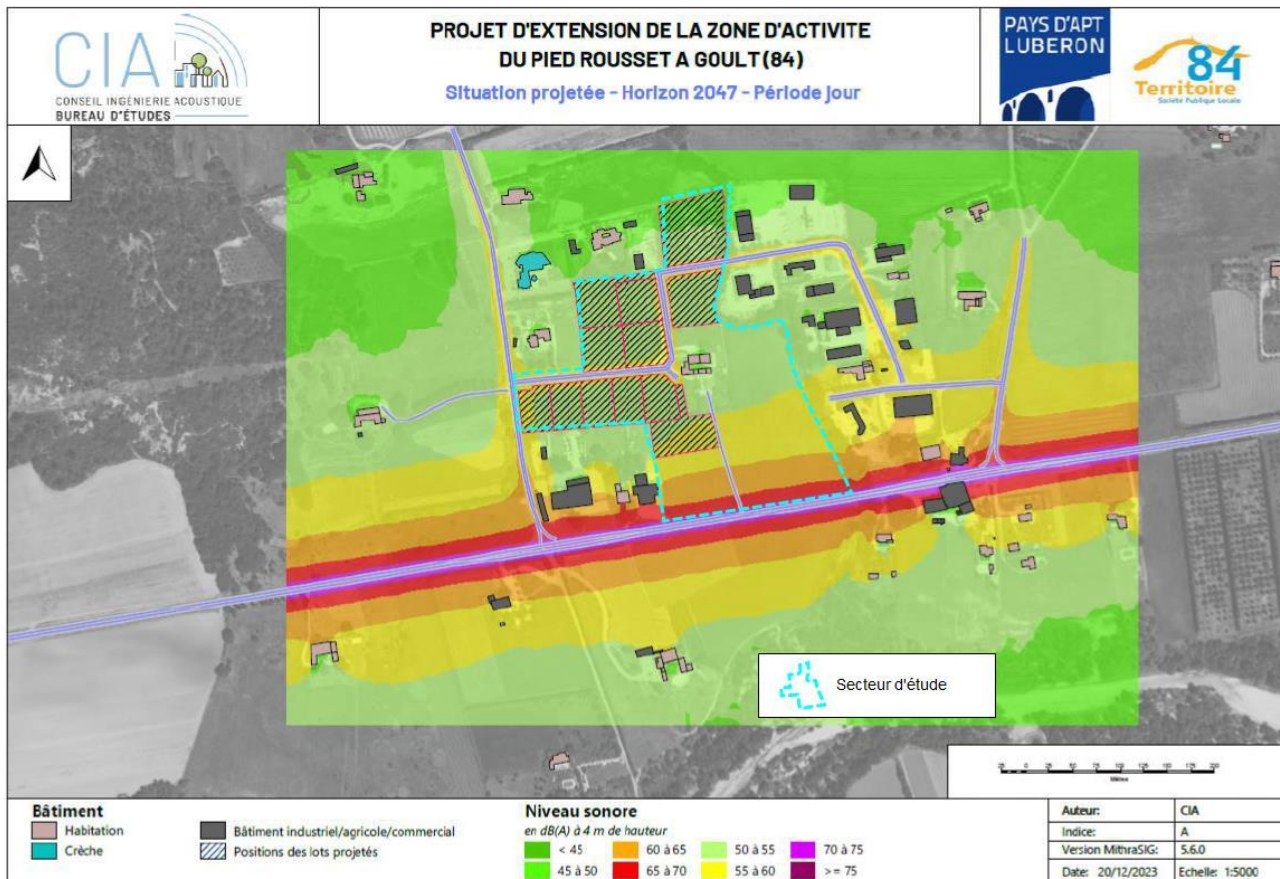 CIA
CONSEIL INGÉNIERIE ACOUSTIQUE
BUREAU D'ÉTUDES
PROJET D'EXTENSION DE LA ZONE D'ACTIVITE
DU PIED ROUSSET A GOULT (84)
Situation projetée - Horizon 2047 - Période jour
PAYS D'APT
LUBERON
84
Territoire
Société Publique Locale
Secteur d'étude
Mètres
Bâtiment
Habitation
Crèche
Bâtiment industriel/agricole/commercial
Positions des lots projetés
Niveau sonore
en dB(A) à 4 m de hauteur
< 45 60 à 65 50 à 55 70 à 75
45 à 50 65 à 70 55 à 60 >= 75
Auteur: CIA
Indice: A
Version MithraSIG: 5.6.0
Date: 20/12/2023 Echelle: 1:5000